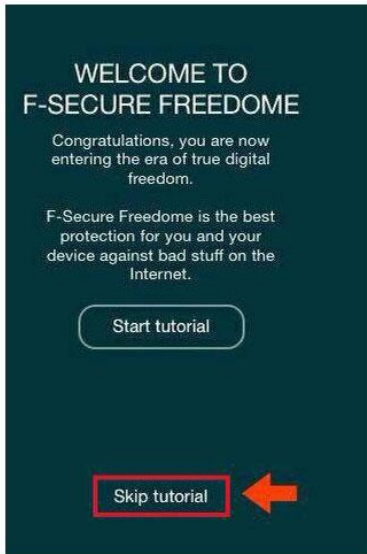 WELCOME TO
F-SECURE FREEDOME
Congratulations, you are now
entering the era of true digital
freedom.
F-Secure Freedome is the best
protection for you and your
device against bad stuff on the
Internet.
Start tutorial
Skip tutorial